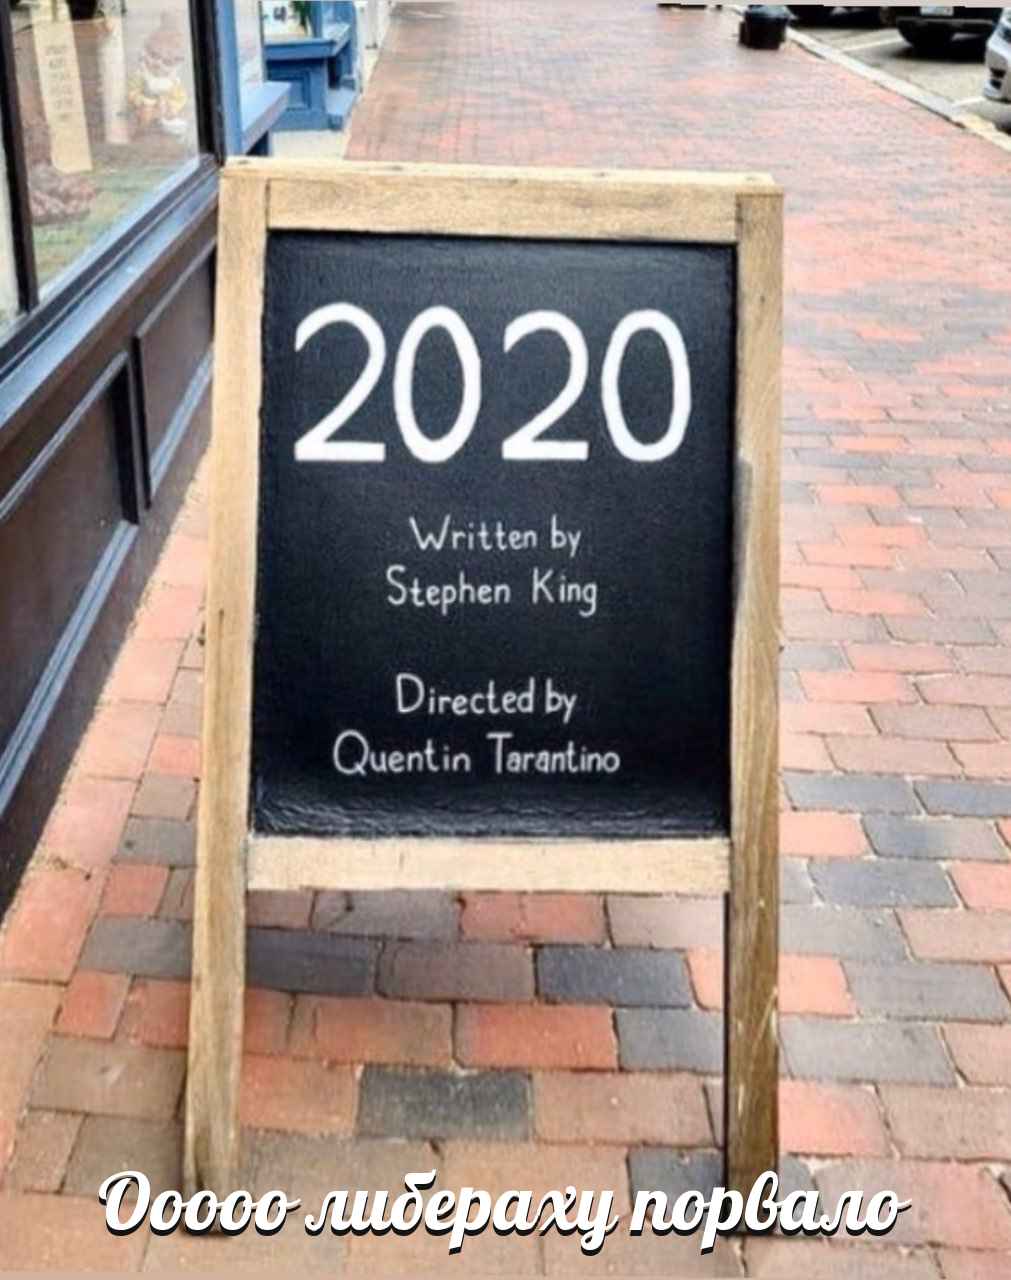 2020
Written by
Stephen King
Directed by
Quentin Tarantino
Ооооо либераху порвало